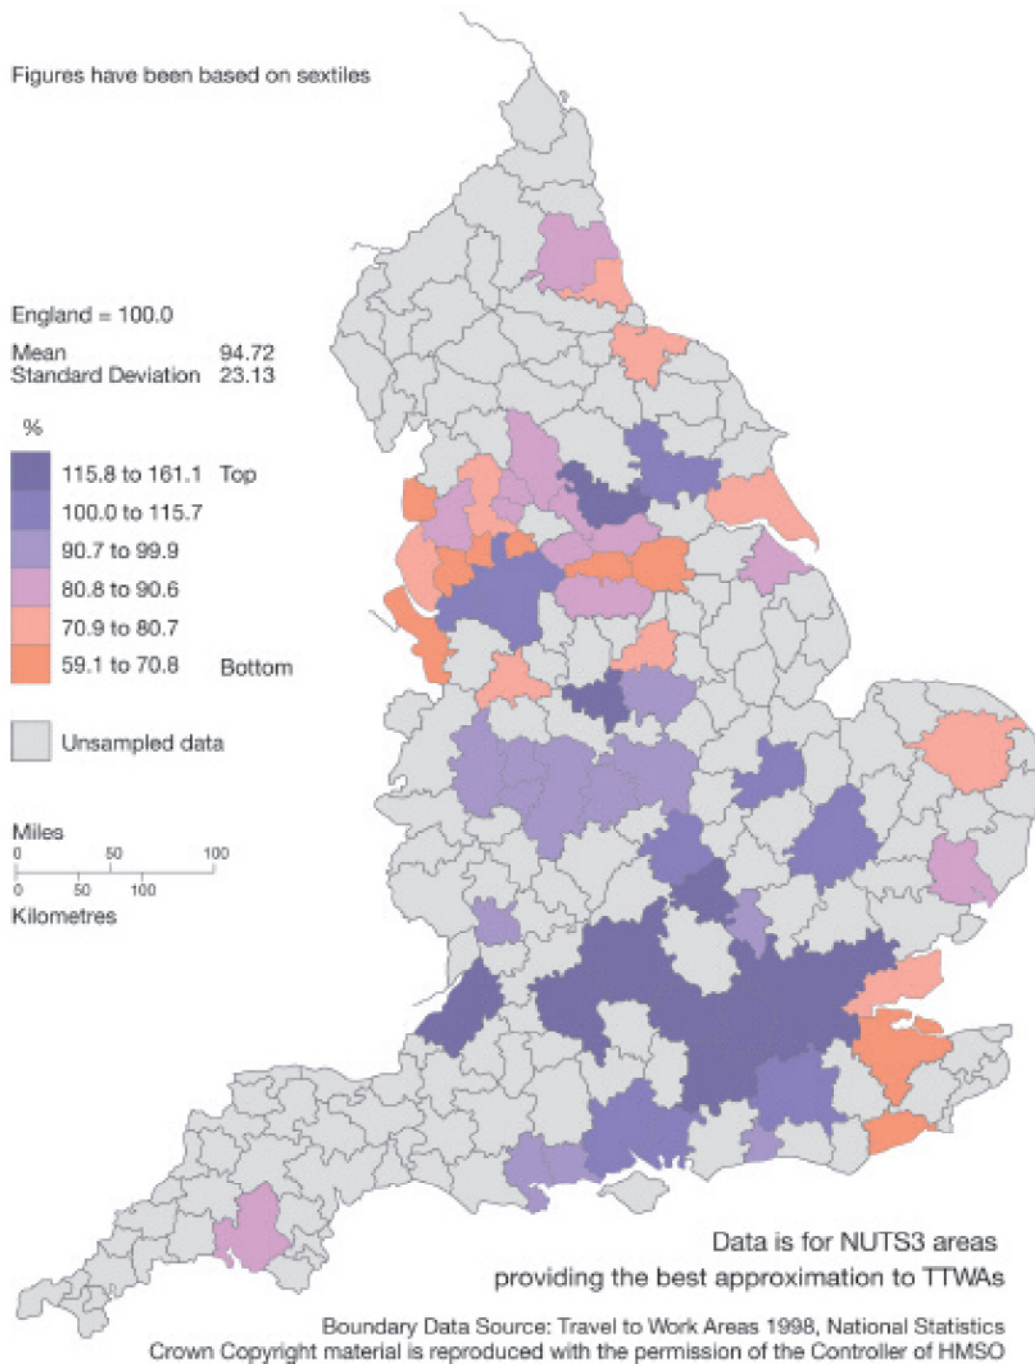 Figures have been based on sextiles
England = 100.0
Mean 94.72
Standard Deviation 23.13
%
115.8 to 161.1 Top
100.0 to 115.7
90.7 to 99.9
80.8 to 90.6
70.9 to 80.7
59.1 to 70.8 Bottom
Unsampled data
Miles
0 50 100
0 50 100
Kilometres
Data is for NUTS3 areas
providing the best approximation to TTWAs
Boundary Data Source: Travel to Work Areas 1998, National Statistics
Crown Copyright material is reproduced with the permission of the Controller of HMSO